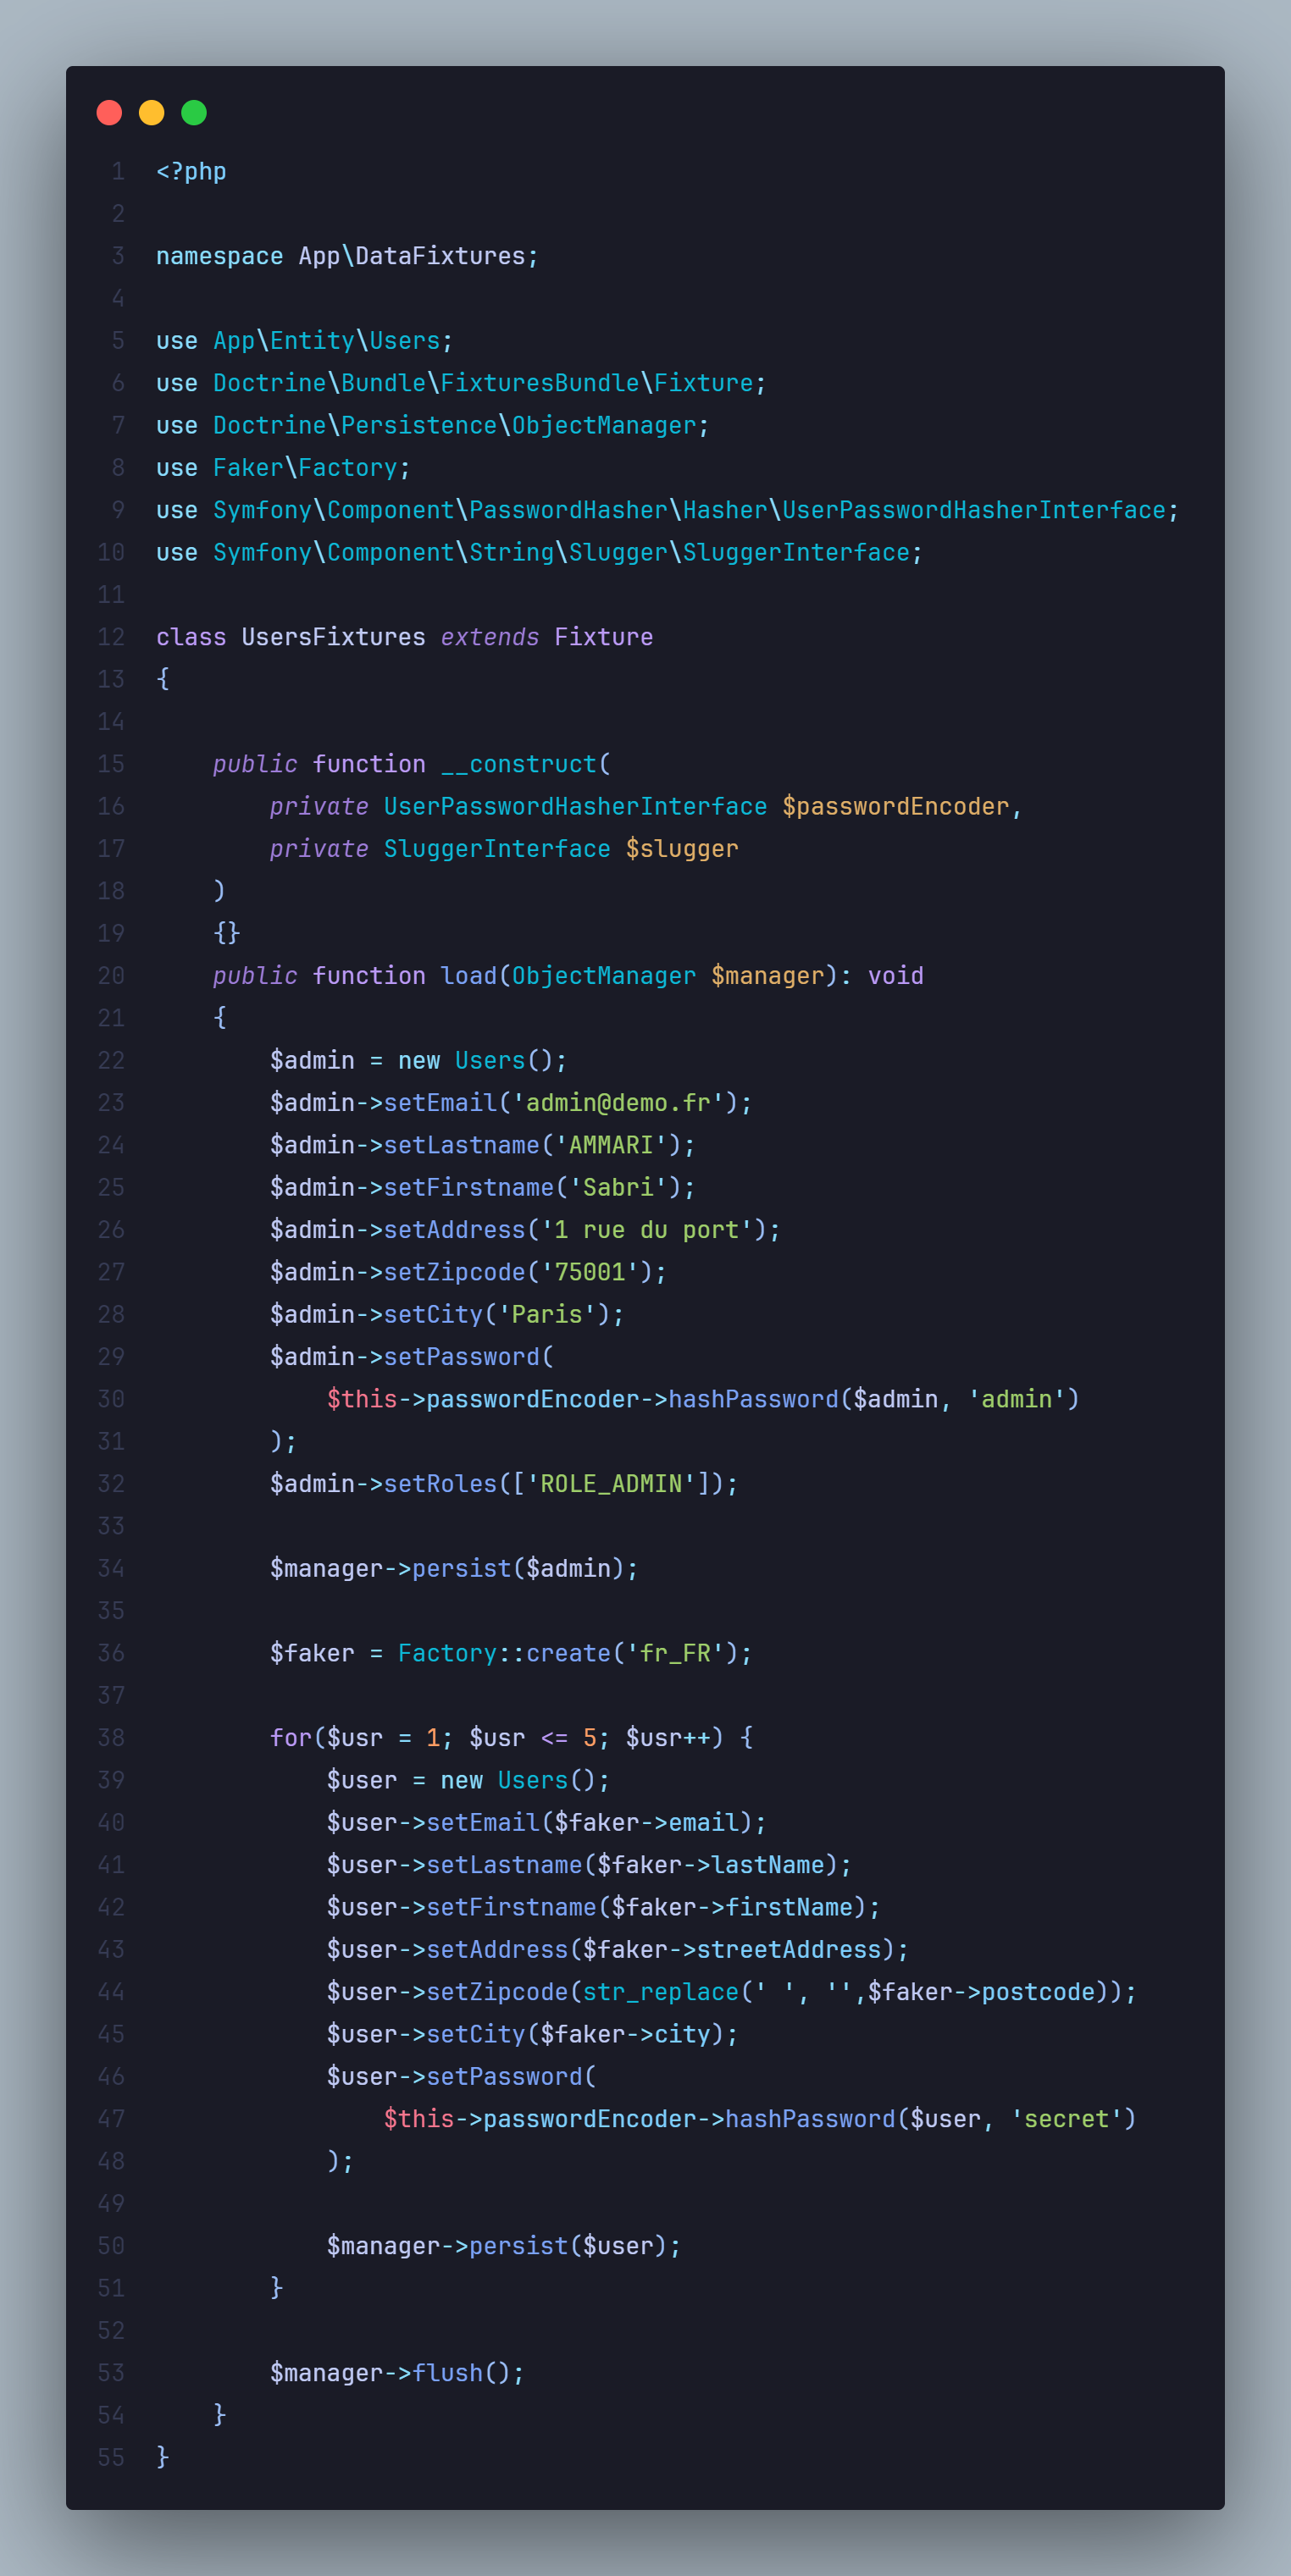 1 <?php
2
3 namespace App\DataFixtures;
4
5 use App\Entity\Users;
6 use Doctrine\Bundle\FixturesBundle\Fixture;
7 use Doctrine\Persistence\ObjectManager;
8 use Faker\Factory;
9 use Symfony\Component\PasswordHasher\Hasher\UserPasswordHasherInterface;
10 use Symfony\Component\String\Slugger\SluggerInterface;
11
12 class UsersFixtures extends Fixture
13 {
14
15     public function __construct(
16         private UserPasswordHasherInterface $passwordEncoder,
17         private SluggerInterface $slugger
18     )
19     {}
20     public function load(ObjectManager $manager): void
21     {
22         $admin = new Users();
23         $admin->setEmail('admin@demo.fr');
24         $admin->setLastname('AMMARI');
25         $admin->setFirstname('Sabri');
26         $admin->setAddress('1 rue du port');
27         $admin->setZipcode('75001');
28         $admin->setCity('Paris');
29         $admin->setPassword(
30             $this->passwordEncoder->hashPassword($admin, 'admin')
31         );
32         $admin->setRoles(['ROLE_ADMIN']);
33
34         $manager->persist($admin);
35
36         $faker = Factory::create('fr_FR');
37
38         for($usr = 1; $usr <= 5; $usr++) {
39             $user = new Users();
40             $user->setEmail($faker->email);
41             $user->setLastname($faker->lastName);
42             $user->setFirstname($faker->firstName);
43             $user->setAddress($faker->streetAddress);
44             $user->setZipcode(str_replace(' ', '',$faker->postcode));
45             $user->setCity($faker->city);
46             $user->setPassword(
47                 $this->passwordEncoder->hashPassword($user, 'secret')
48             );
49
50             $manager->persist($user);
51         }
52
53         $manager->flush();
54     }
55 }